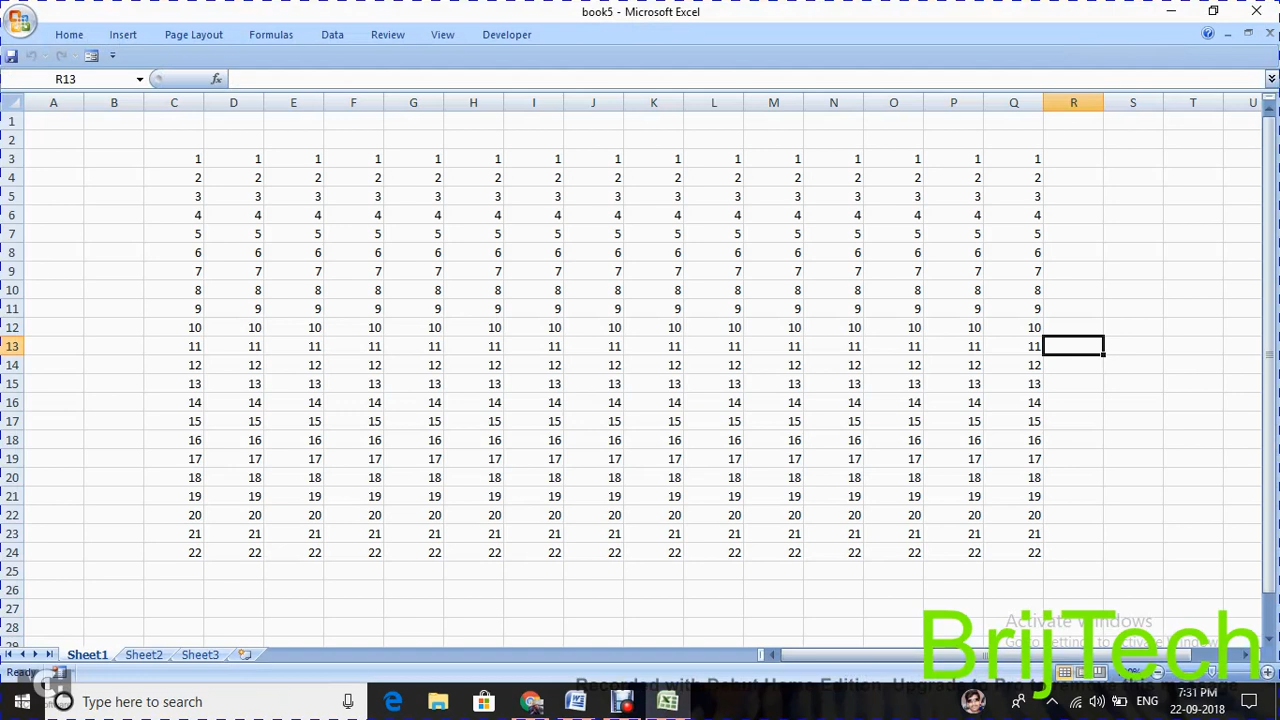 book5 - Microsoft Excel
Home Insert Page Layout Formulas Data Review View Developer
R13 fx
A B C D E F G H I J K L M N O P Q R S T U
1
2
3 1 1 1 1 1 1 1 1 1 1 1 1 1 1 1
4 2 2 2 2 2 2 2 2 2 2 2 2 2 2 2
5 3 3 3 3 3 3 3 3 3 3 3 3 3 3 3
6 4 4 4 4 4 4 4 4 4 4 4 4 4 4 4
7 5 5 5 5 5 5 5 5 5 5 5 5 5 5 5
8 6 6 6 6 6 6 6 6 6 6 6 6 6 6 6
9 7 7 7 7 7 7 7 7 7 7 7 7 7 7 7
10 8 8 8 8 8 8 8 8 8 8 8 8 8 8 8
11 9 9 9 9 9 9 9 9 9 9 9 9 9 9 9
12 10 10 10 10 10 10 10 10 10 10 10 10 10 10 10
13 11 11 11 11 11 11 11 11 11 11 11 11 11 11 11
14 12 12 12 12 12 12 12 12 12 12 12 12 12 12 12
15 13 13 13 13 13 13 13 13 13 13 13 13 13 13 13
16 14 14 14 14 14 14 14 14 14 14 14 14 14 14 14
17 15 15 15 15 15 15 15 15 15 15 15 15 15 15 15
18 16 16 16 16 16 16 16 16 16 16 16 16 16 16 16
19 17 17 17 17 17 17 17 17 17 17 17 17 17 17 17
20 18 18 18 18 18 18 18 18 18 18 18 18 18 18 18
21 19 19 19 19 19 19 19 19 19 19 19 19 19 19 19
22 20 20 20 20 20 20 20 20 20 20 20 20 20 20 20
23 21 21 21 21 21 21 21 21 21 21 21 21 21 21 21
24 22 22 22 22 22 22 22 22 22 22 22 22 22 22 22
25
26
27
28
29
Activate Windows
Go to Settings to activate Windows
BrijTech
Sheet1 Sheet2 Sheet3
Ready
Recorded with Debut Home Edition. Upgrade to Pro to remove this message
Type here to search
ENG
7:31 PM
22-09-2018